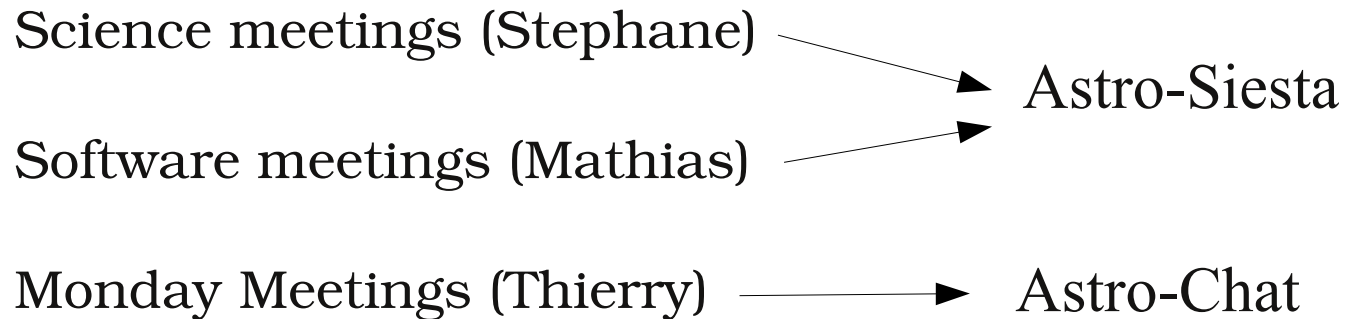 Science meetings (Stephane)
Astro-Siesta
Software meetings (Mathias)
Monday Meetings (Thierry)
Astro-Chat